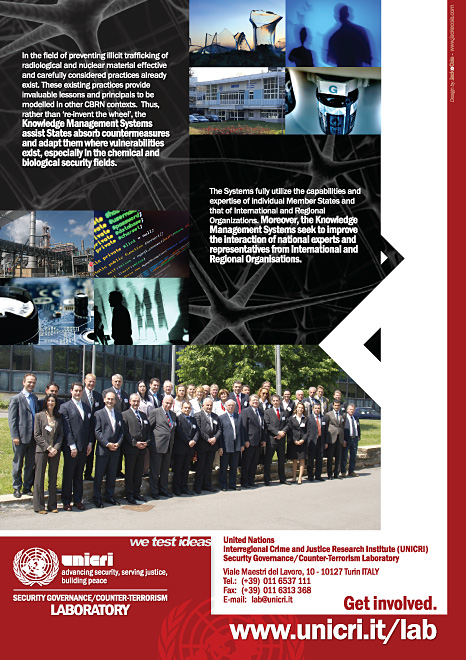 In the field of preventing illicit trafficking of
radiological and nuclear material effective
and carefully considered practices already
exist. These existing practices provide
invaluable lessons and principals to be
modelled in other CBRN contexts. Thus,
rather than 're-invent the wheel', the
Knowledge Management Systems
assist States absorb countermeasures
and adapt them where vulnerabilities
exist, especially in the chemical and
biological security fields.
The Systems fully utilize the capabilities and
expertise of individual Member States and
that of International and Regional
Organizations. Moreover, the Knowledge
Management Systems seek to improve
the interaction of national experts and
representatives from International and
Regional Organisations.
G
we test ideas
unicri
advancing security, serving justice,
building peace
SECURITY GOVERNANCE/COUNTER-TERRORISM
LABORATORY
United Nations
Interregional Crime and Justice Research Institute (UNICRI)
Security Governance/Counter-Terrorism Laboratory
Viale Maestri del Lavoro, 10 - 10127 Turin ITALY
Tel.: (+39) 011 6537 111
Fax: (+39) 011 6313 368
E-mail: lab@unicri.it
Get involved.
www.unicri.it/lab